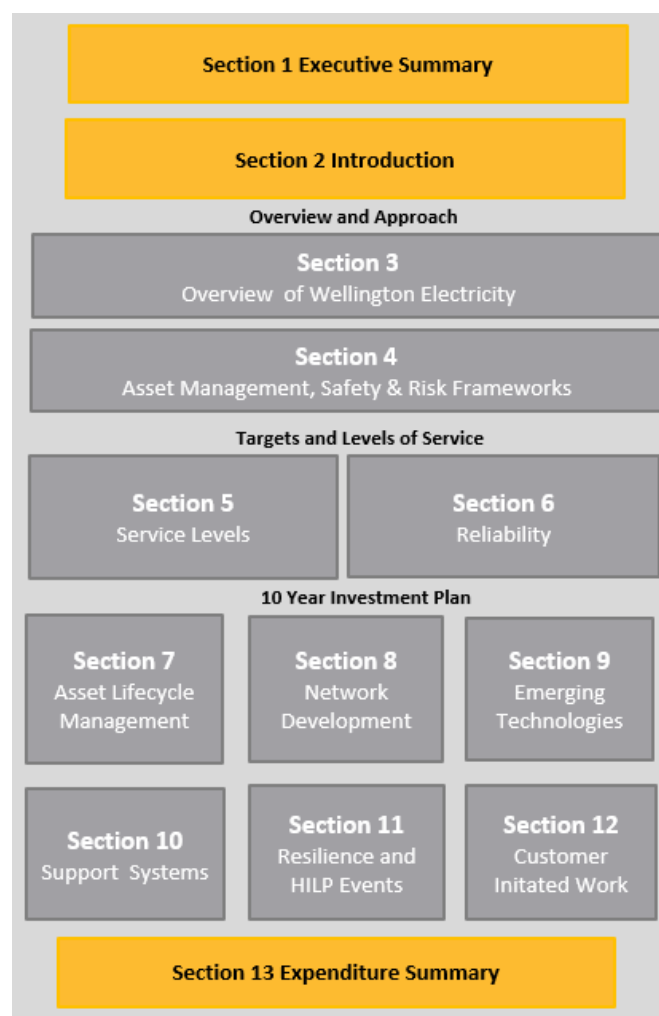 Section 1 Executive Summary
Section 2 Introduction
Overview and Approach
Section 3
Overview of Wellington Electricity
Section 4
Asset Management, Safety & Risk Frameworks
Targets and Levels of Service
Section 5
Service Levels
Section 6
Reliability
10 Year Investment Plan
Section 7
Asset Lifecycle
Management
Section 8
Network
Development
Section 9
Emerging
Technologies
Section 10
Support Systems
Section 11
Resilience and
HILP Events
Section 12
Customer
Initated Work
Section 13 Expenditure Summary